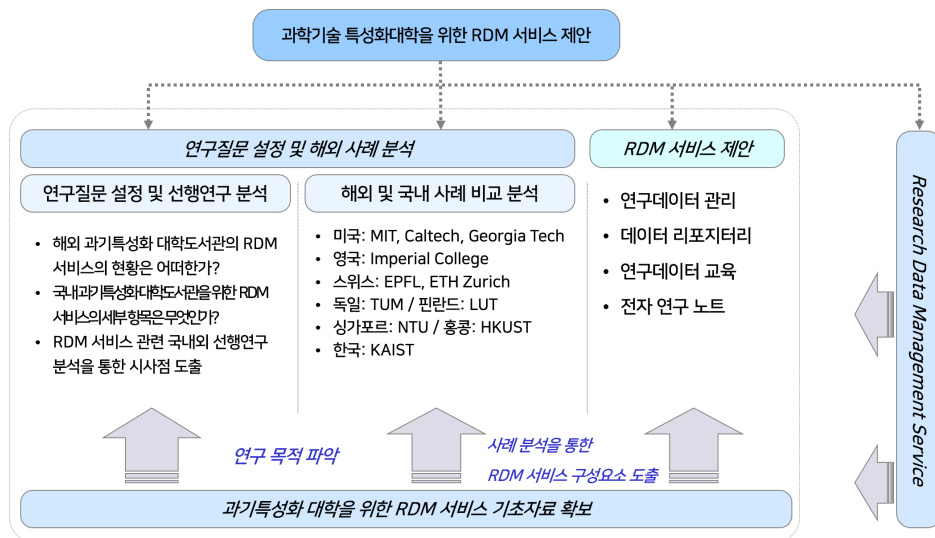 과학기술 특성화대학을 위한 RDM 서비스 제안
연구질문 설정 및 해외 사례 분석
연구질문 설정 및 선행연구 분석
• 해외 과기특성화 대학도서관의 RDM
서비스의 현황은 어떠한가?
• 국내 과기특성화 대학도서관을 위한 RDM
서비스의 세부 항목은 무엇인가?
• RDM 서비스 관련 국내외 선행연구
분석을 통한 시사점 도출
해외 및 국내 사례 비교 분석
• 미국: MIT, Caltech, Georgia Tech
• 영국: Imperial College
• 스위스: EPFL, ETH Zurich
• 독일: TUM / 핀란드: LUT
• 싱가포르: NTU / 홍콩: HKUST
• 한국: KAIST
RDM 서비스 제안
• 연구데이터 관리
• 데이터 리포지터리
• 연구데이터 교육
• 전자 연구 노트
연구 목적 파악
사례 분석을 통한
RDM 서비스 구성요소 도출
과기특성화 대학을 위한 RDM 서비스 기초자료 확보
Research Data Management Service